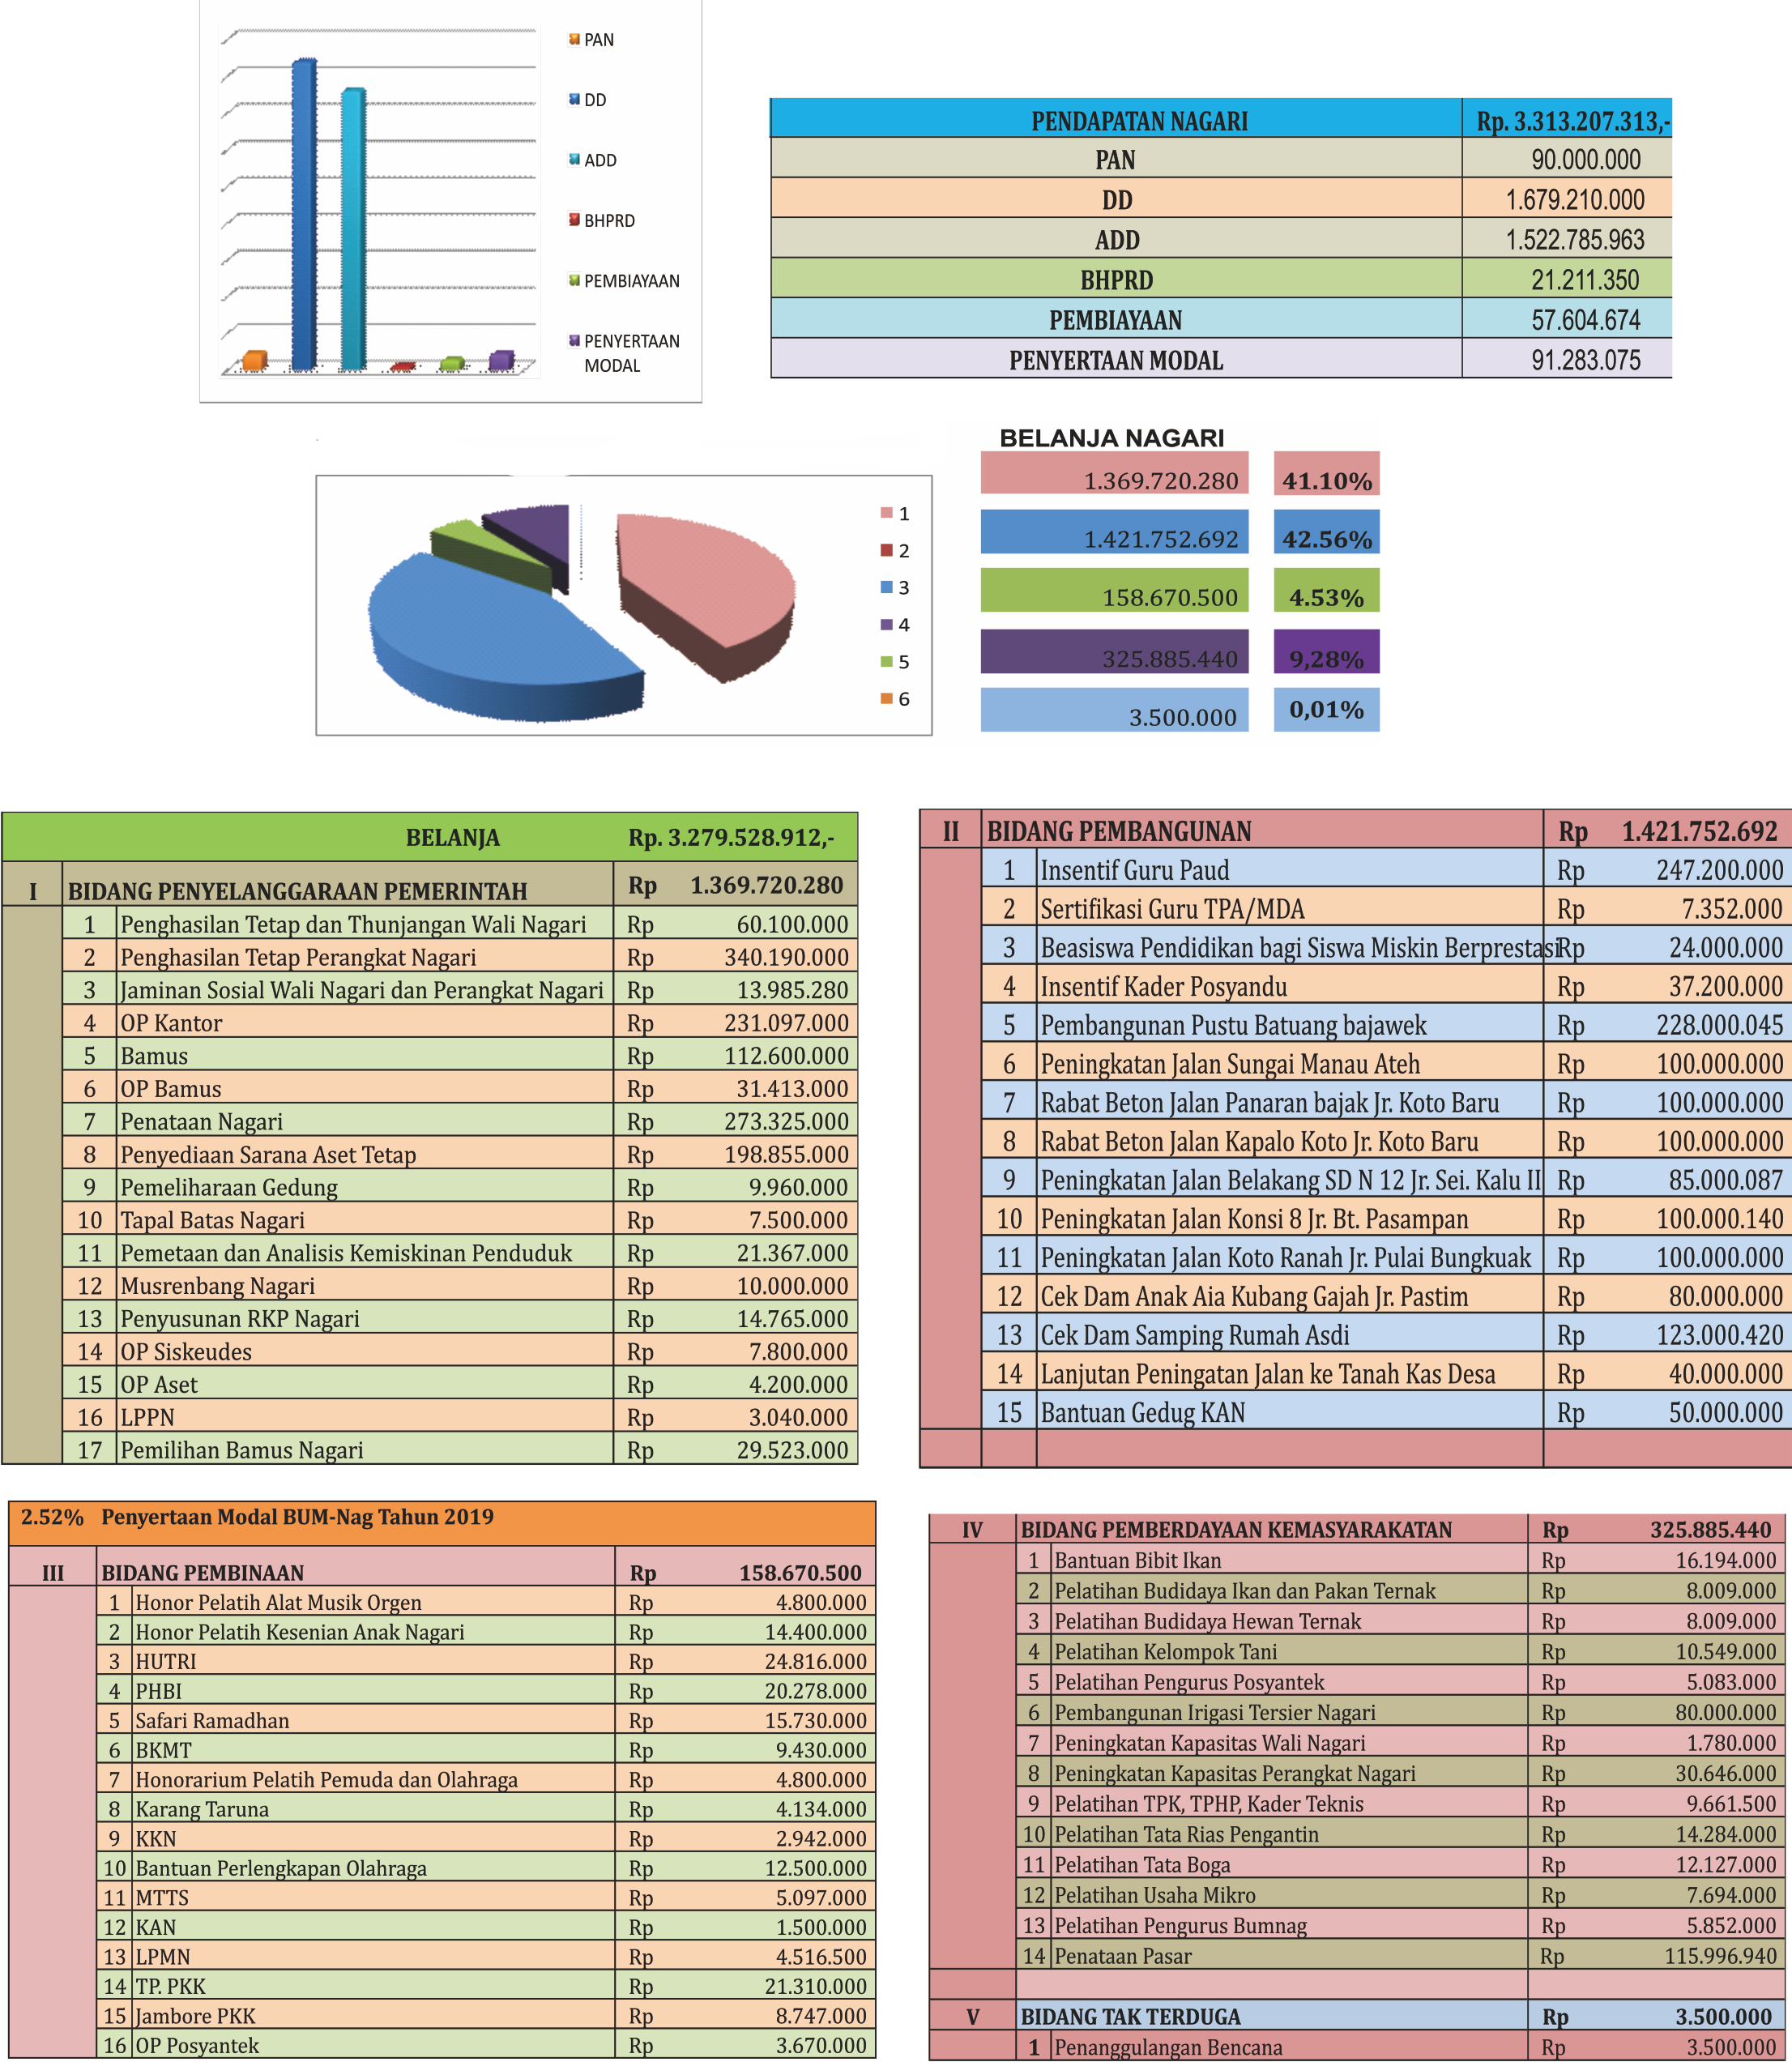 PAN
DD
ADD
BHPRD
PEMBIAYAAN
PENYERTAAN
MODAL
PENDAPATAN NAGARI Rp. 3.313.207.313,-
PAN 90.000.000
DD 1.679.210.000
ADD 1.522.785.963
BHPRD 21.211.350
PEMBIAYAAN 57.604.674
PENYERTAAN MODAL 91.283.075
1
2
3
4
5
6
BELANJA NAGARI
1.369.720.280 41.10%
1.421.752.692 42.56%
158.670.500 4.53%
325.885.440 9,28%
3.500.000 0,01%
BELANJA Rp. 3.279.528.912,-
I BIDANG PENYELANGGARAAN PEMERINTAH Rp 1.369.720.280
1 Penghasilan Tetap dan Thunjangan Wali Nagari Rp 60.100.000
2 Penghasilan Tetap Perangkat Nagari Rp 340.190.000
3 Jaminan Sosial Wali Nagari dan Perangkat Nagari Rp 13.985.280
4 OP Kantor Rp 231.097.000
5 Bamus Rp 112.600.000
6 OP Bamus Rp 31.413.000
7 Penataan Nagari Rp 273.325.000
8 Penyediaan Sarana Aset Tetap Rp 198.855.000
9 Pemeliharaan Gedung Rp 9.960.000
10 Tapal Batas Nagari Rp 7.500.000
11 Pemetaan dan Analisis Kemiskinan Penduduk Rp 21.367.000
12 Musrenbang Nagari Rp 10.000.000
13 Penyusunan RKP Nagari Rp 14.765.000
14 OP Siskeudes Rp 7.800.000
15 OP Aset Rp 4.200.000
16 LPPN Rp 3.040.000
17 Pemilihan Bamus Nagari Rp 29.523.000
II BIDANG PEMBANGUNAN Rp 1.421.752.692
1 Insentif Guru Paud Rp 247.200.000
2 Sertifikasi Guru TPA/MDA Rp 7.352.000
3 Beasiswa Pendidikan bagi Siswa Miskin Berprestasi Rp 24.000.000
4 Insentif Kader Posyandu Rp 37.200.000
5 Pembangunan Pustu Batuang bajawek Rp 228.000.045
6 Peningkatan Jalan Sungai Manau Ateh Rp 100.000.000
7 Rabat Beton Jalan Panaran bajak Jr. Koto Baru Rp 100.000.000
8 Rabat Beton Jalan Kapalo Koto Jr. Koto Baru Rp 100.000.000
9 Peningkatan Jalan Belakang SD N 12 Jr. Sei. Kalu II Rp 85.000.087
10 Peningkatan Jalan Konsi 8 Jr. Bt. Pasampan Rp 100.000.140
11 Peningkatan Jalan Koto Ranah Jr. Pulai Bungkuak Rp 100.000.000
12 Cek Dam Anak Aia Kubang Gajah Jr. Pastim Rp 80.000.000
13 Cek Dam Samping Rumah Asdi Rp 123.000.420
14 Lanjutan Peningatan Jalan ke Tanah Kas Desa Rp 40.000.000
15 Bantuan Gedug KAN Rp 50.000.000
2.52% Penyertaan Modal BUM-Nag Tahun 2019
III BIDANG PEMBINAAN Rp 158.670.500
1 Honor Pelatih Alat Musik Orgen Rp 4.800.000
2 Honor Pelatih Kesenian Anak Nagari Rp 14.400.000
3 HUTRI Rp 24.816.000
4 PHBI Rp 20.278.000
5 Safari Ramadhan Rp 15.730.000
6 BKMT Rp 9.430.000
7 Honorarium Pelatih Pemuda dan Olahraga Rp 4.800.000
8 Karang Taruna Rp 4.134.000
9 KKN Rp 2.942.000
10 Bantuan Perlengkapan Olahraga Rp 12.500.000
11 MTTS Rp 5.097.000
12 KAN Rp 1.500.000
13 LPMN Rp 4.516.500
14 TP. PKK Rp 21.310.000
15 Jambore PKK Rp 8.747.000
16 OP Posyantek Rp 3.670.000
IV BIDANG PEMBERDAYAAN KEMASYARAKATAN Rp 325.885.440
1 Bantuan Bibit Ikan Rp 16.194.000
2 Pelatihan Budidaya Ikan dan Pakan Ternak Rp 8.009.000
3 Pelatihan Budidaya Hewan Ternak Rp 8.009.000
4 Pelatihan Kelompok Tani Rp 10.549.000
5 Pelatihan Pengurus Posyantek Rp 5.083.000
6 Pembangunan Irigasi Tersier Nagari Rp 80.000.000
7 Peningkatan Kapasitas Wali Nagari Rp 1.780.000
8 Peningkatan Kapasitas Perangkat Nagari Rp 30.646.000
9 Pelatihan TPK, TPHP, Kader Teknis Rp 9.661.500
10 Pelatihan Tata Rias Pengantin Rp 14.284.000
11 Pelatihan Tata Boga Rp 12.127.000
12 Pelatihan Usaha Mikro Rp 7.694.000
13 Pelatihan Pengurus Bumnag Rp 5.852.000
14 Penataan Pasar Rp 115.996.940
V BIDANG TAK TERDUGA Rp 3.500.000
1 Penanggulangan Bencana Rp 3.500.000